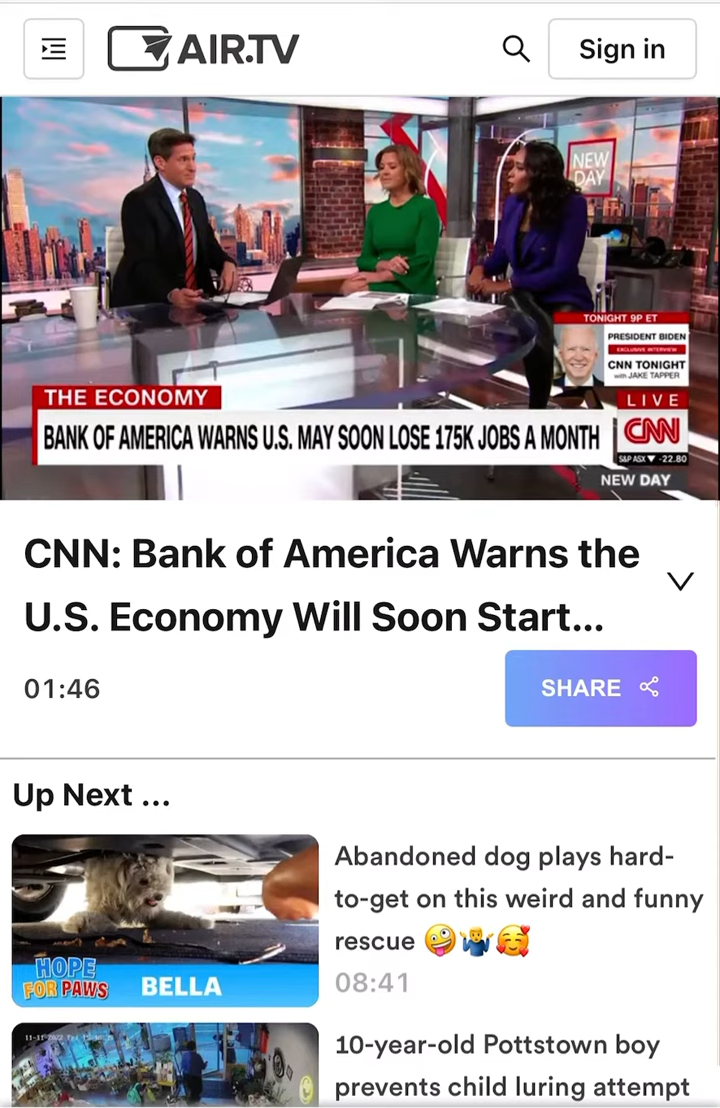 AIR.TV
Sign in
NEW
DAY
TONIGHT 9P ET
PRESIDENT BIDEN
EXCLUSIVE INTERVIEW
CNN TONIGHT
with JAKE TAPPER
THE ECONOMY
LIVE
BANK OF AMERICA WARNS U.S. MAY SOON LOSE 175K JOBS A MONTH
CNN
S&P ASX ▼ -22.80
NEW DAY
CNN: Bank of America Warns the
U.S. Economy Will Soon Start...
01:46
SHARE
Up Next ...
Abandoned dog plays hard-
to-get on this weird and funny
rescue 🤪🤷‍♂️🥰
08:41
HOPE
FOR PAWS
BELLA
10-year-old Pottstown boy
prevents child luring attempt